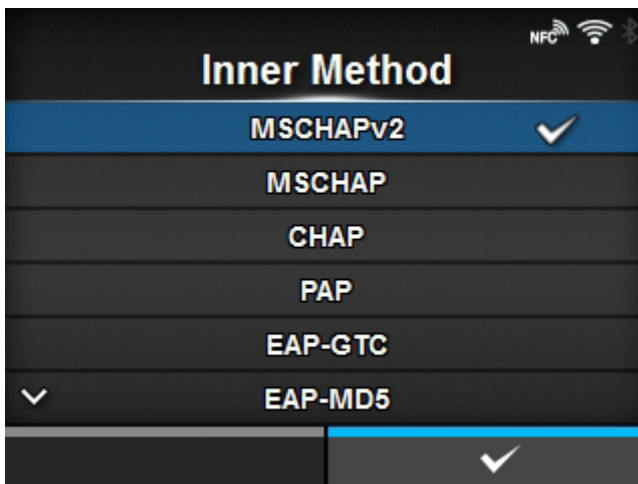 NFC
Inner Method
MSCHAPv2
MSCHAP
CHAP
PAP
EAP-GTC
EAP-MD5